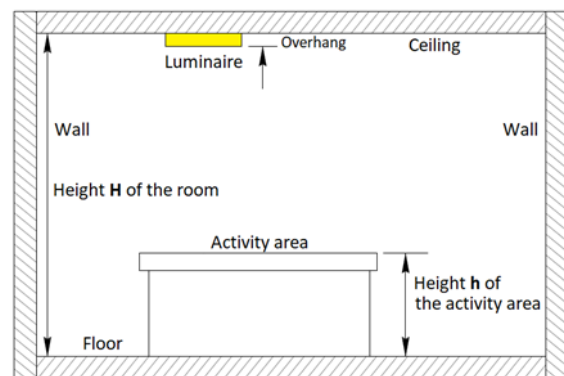 Overhang
Ceiling
Luminaire
Wall
Wall
Height H of the room
Activity area
Height h of
the activity area
Floor